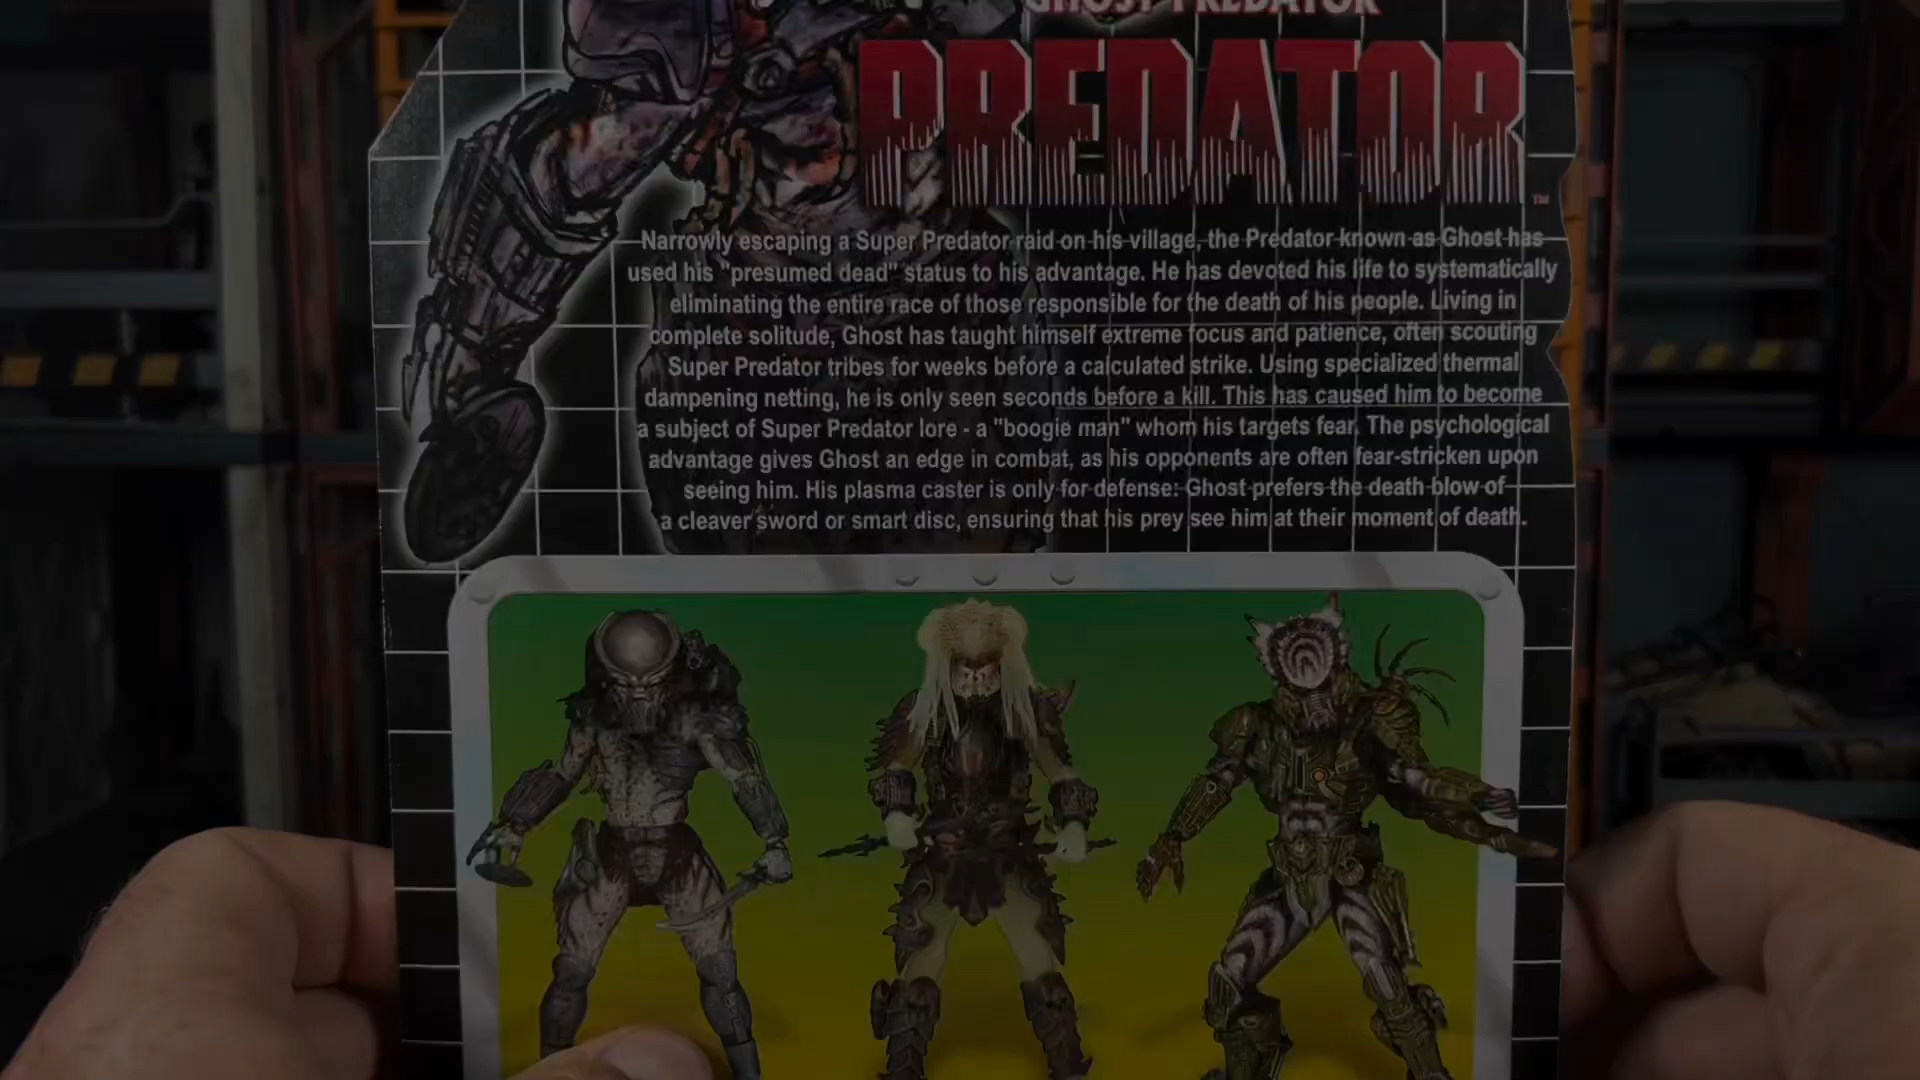 GHOST PREDATOR
PREDATOR
TM
Narrowly escaping a Super Predator raid on his village, the Predator known as Ghost has
used his "presumed dead" status to his advantage. He has devoted his life to systematically
eliminating the entire race of those responsible for the death of his people. Living in
complete solitude, Ghost has taught himself extreme focus and patience, often scouting
Super Predator tribes for weeks before a calculated strike. Using specialized thermal
dampening netting, he is only seen seconds before a kill. This has caused him to become
a subject of Super Predator lore - a "boogie man" whom his targets fear. The psychological
advantage gives Ghost an edge in combat, as his opponents are often fear-stricken upon
seeing him. His plasma caster is only for defense: Ghost prefers the death blow of
a cleaver sword or smart disc, ensuring that his prey see him at their moment of death.